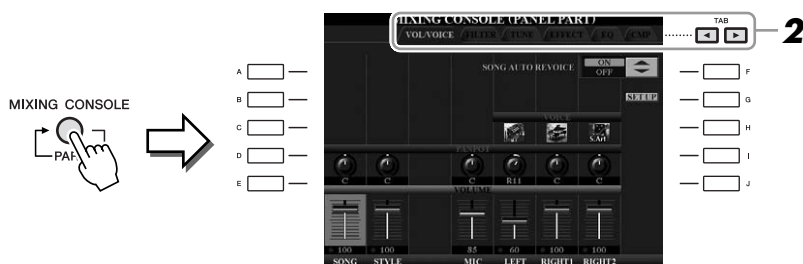 MIXING CONSOLE (PANEL PART)
TAB
VOL/VOICE FILTER TUNE EFFECT EQ CMP
2
SONG AUTO REVOICE ON
OFF
A F
B SETUP G
MIXING CONSOLE
PART
VOICE
C H
S.Art
PANPOT
D I
C C C R11 C C
VOLUME
E J
100 100 85 60 100 100
SONG STYLE MIC LEFT RIGHT1 RIGHT2